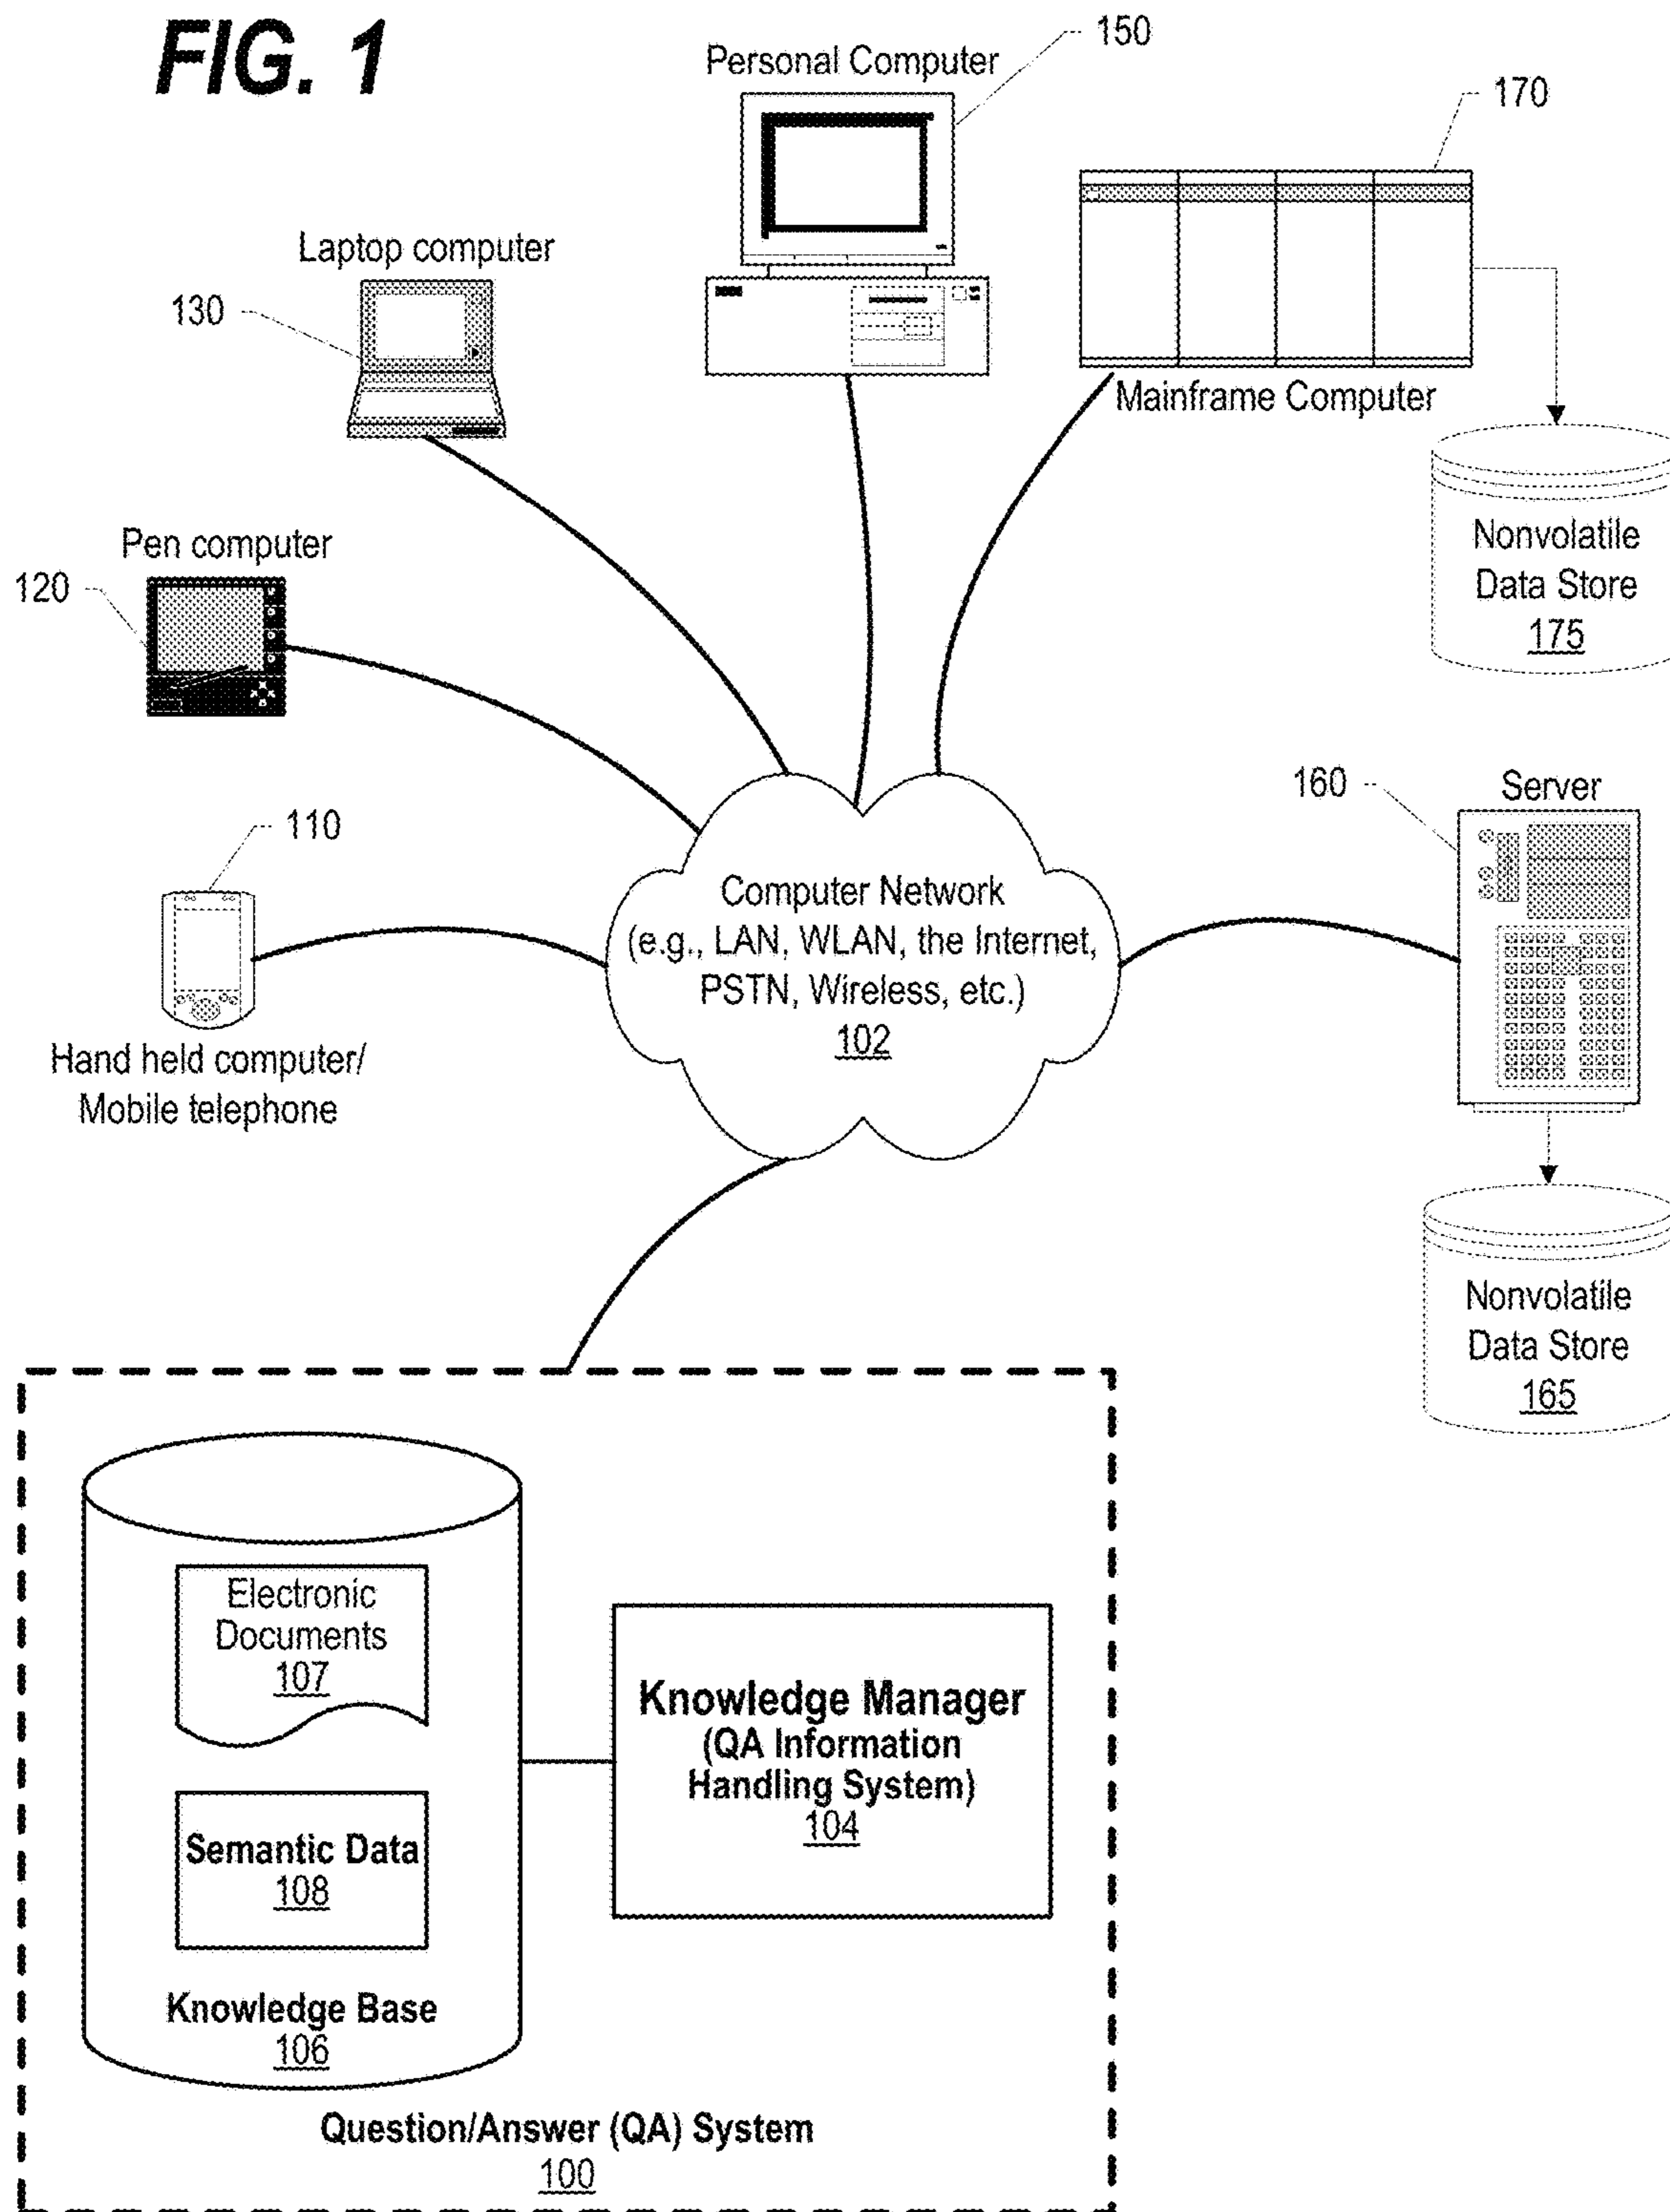 FIG. 1
Personal Computer
150
170
Laptop computer
130
Mainframe Computer
Pen computer
120
Nonvolatile
Data Store
175
110
160
Server
Computer Network
(e.g., LAN, WLAN, the Internet,
PSTN, Wireless, etc.)
102
Hand held computer/
Mobile telephone
Nonvolatile
Data Store
165
Electronic
Documents
107
Knowledge Manager
(QA Information
Handling System)
104
Semantic Data
108
Knowledge Base
106
Question/Answer (QA) System
100